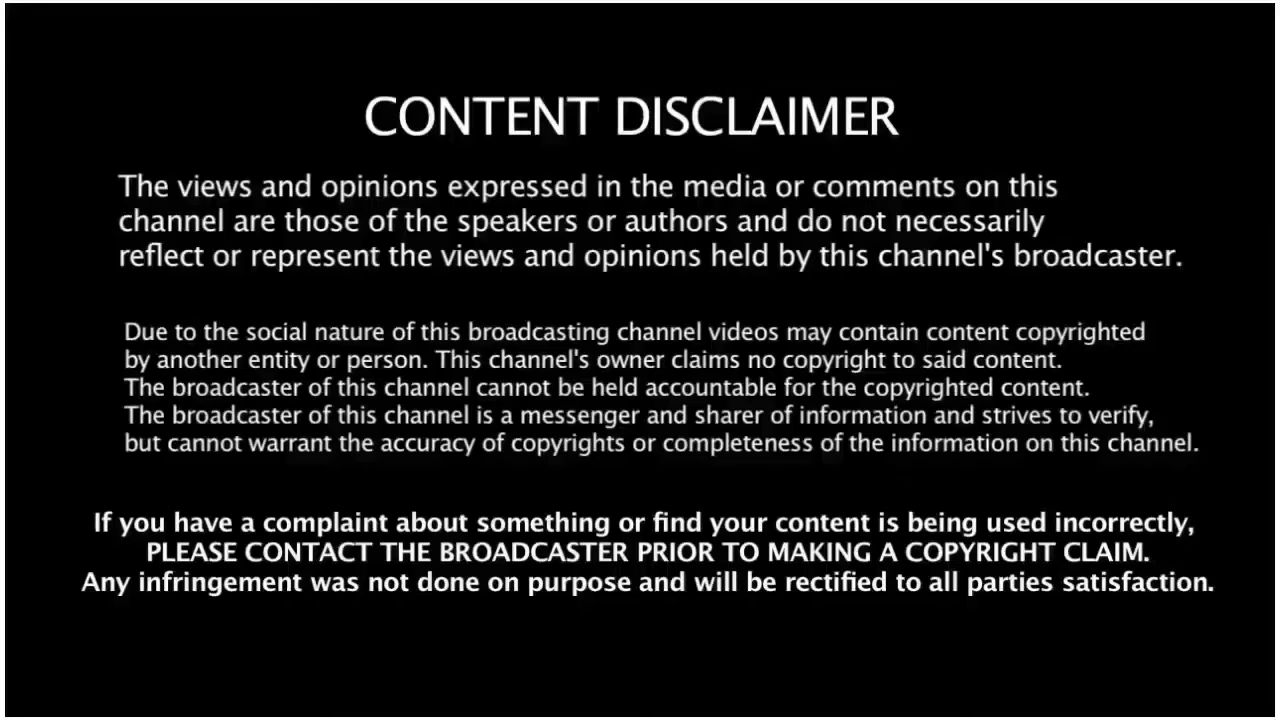 CONTENT DISCLAIMER
The views and opinions expressed in the media or comments on this
channel are those of the speakers or authors and do not necessarily
reflect or represent the views and opinions held by this channel's broadcaster.
Due to the social nature of this broadcasting channel videos may contain content copyrighted
by another entity or person. This channel's owner claims no copyright to said content.
The broadcaster of this channel cannot be held accountable for the copyrighted content.
The broadcaster of this channel is a messenger and sharer of information and strives to verify,
but cannot warrant the accuracy of copyrights or completeness of the information on this channel.
If you have a complaint about something or find your content is being used incorrectly,
PLEASE CONTACT THE BROADCASTER PRIOR TO MAKING A COPYRIGHT CLAIM.
Any infringement was not done on purpose and will be rectified to all parties satisfaction.